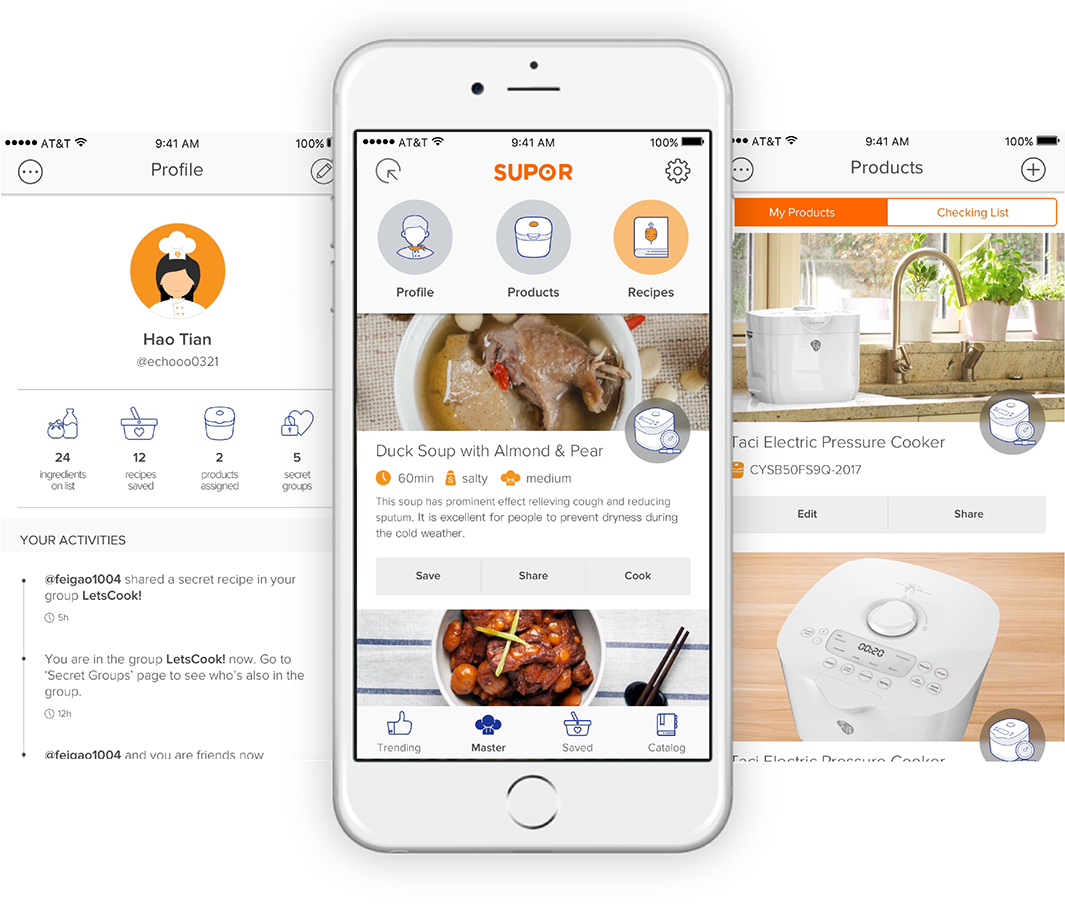 AT&T
9:41 AM
100%
Profile
Hao Tian
@echooo0321
24
ingredients
on list
12
recipes
saved
2
products
assigned
5
secret
groups
YOUR ACTIVITIES
@feigao1004 shared a secret recipe in your
group LetsCook!
5h
You are in the group LetsCook! now. Go to
‘Secret Groups’ page to see who’s also in the
group.
12h
@feigao1004 and you are friends now
AT&T
9:41 AM
100%
SUPOR
Profile
Products
Recipes
Duck Soup with Almond & Pear
60min
S
salty
medium
This soup has prominent effect relieving cough and reducing
sputum. It is excellent for people to prevent dryness during
the cold weather.
Save
Share
Cook
Trending
Master
Saved
Catalog
AT&T
9:41 AM
100%
Products
My Products
Checking List
Taci Electric Pressure Cooker
CYSB50FS9Q-2017
Edit
Share
00:20
Taci Electric Pressure Cooker